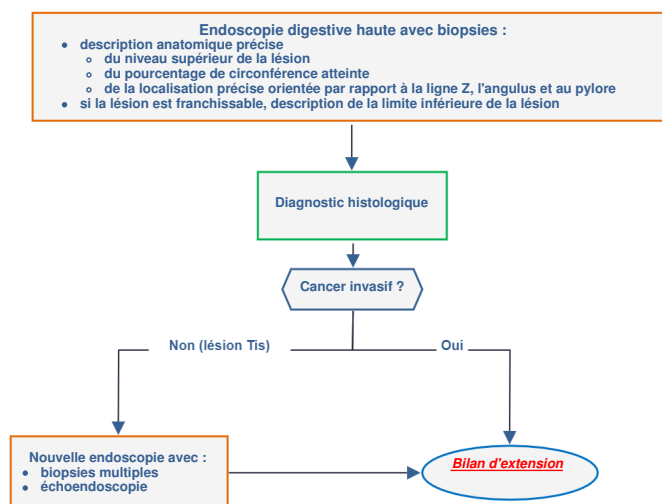 Endoscopie digestive haute avec biopsies :
• description anatomique précise
o du niveau supérieur de la lésion
o du pourcentage de circonférence atteinte
o de la localisation précise orientée par rapport à la ligne Z, l'angulus et au pylore
• si la lésion est franchissable, description de la limite inférieure de la lésion
Diagnostic histologique
Cancer invasif ?
Non (lésion Tis)
Oui
Nouvelle endoscopie avec :
• biopsies multiples
• échoendoscopie
Bilan d'extension